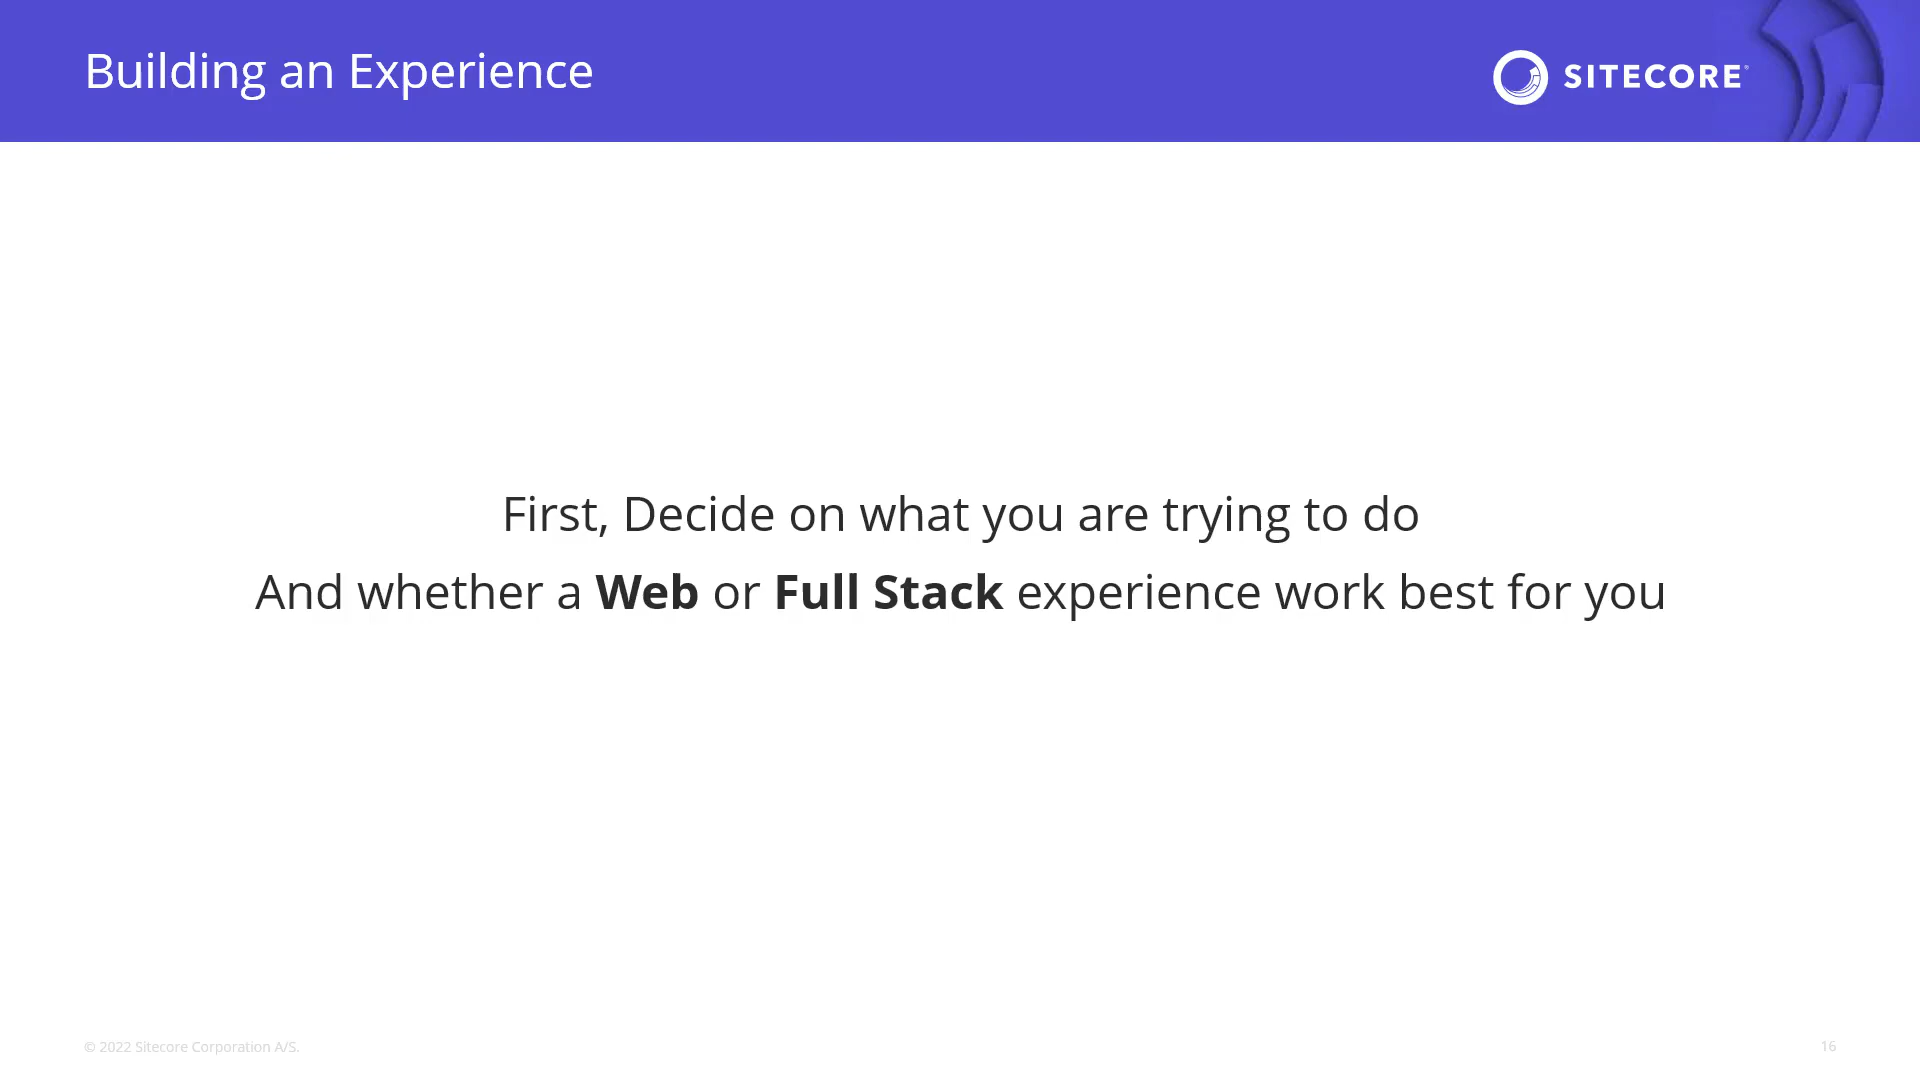 Building an Experience
SITECORE
First, Decide on what you are trying to do
And whether a Web or Full Stack experience work best for you
© 2022 Sitecore Corporation A/S.
16